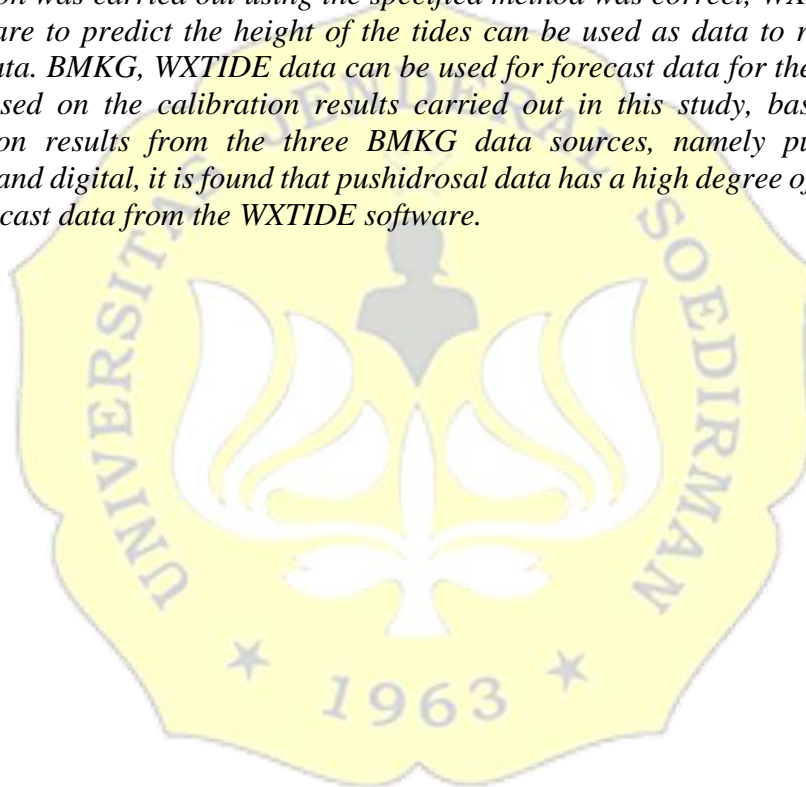 on was carried out using the specified method was correct, WX
are to predict the height of the tides can be used as data to r
ata. BMKG, WXTIDE data can be used for forecast data for the
sed on the calibration results carried out in this study, bas
on results from the three BMKG data sources, namely pu
and digital, it is found that pushidrosal data has a high degree of
cast data from the WXTIDE software.
UNIVERSITAS JENDERAL SOEDIRMAN
1963